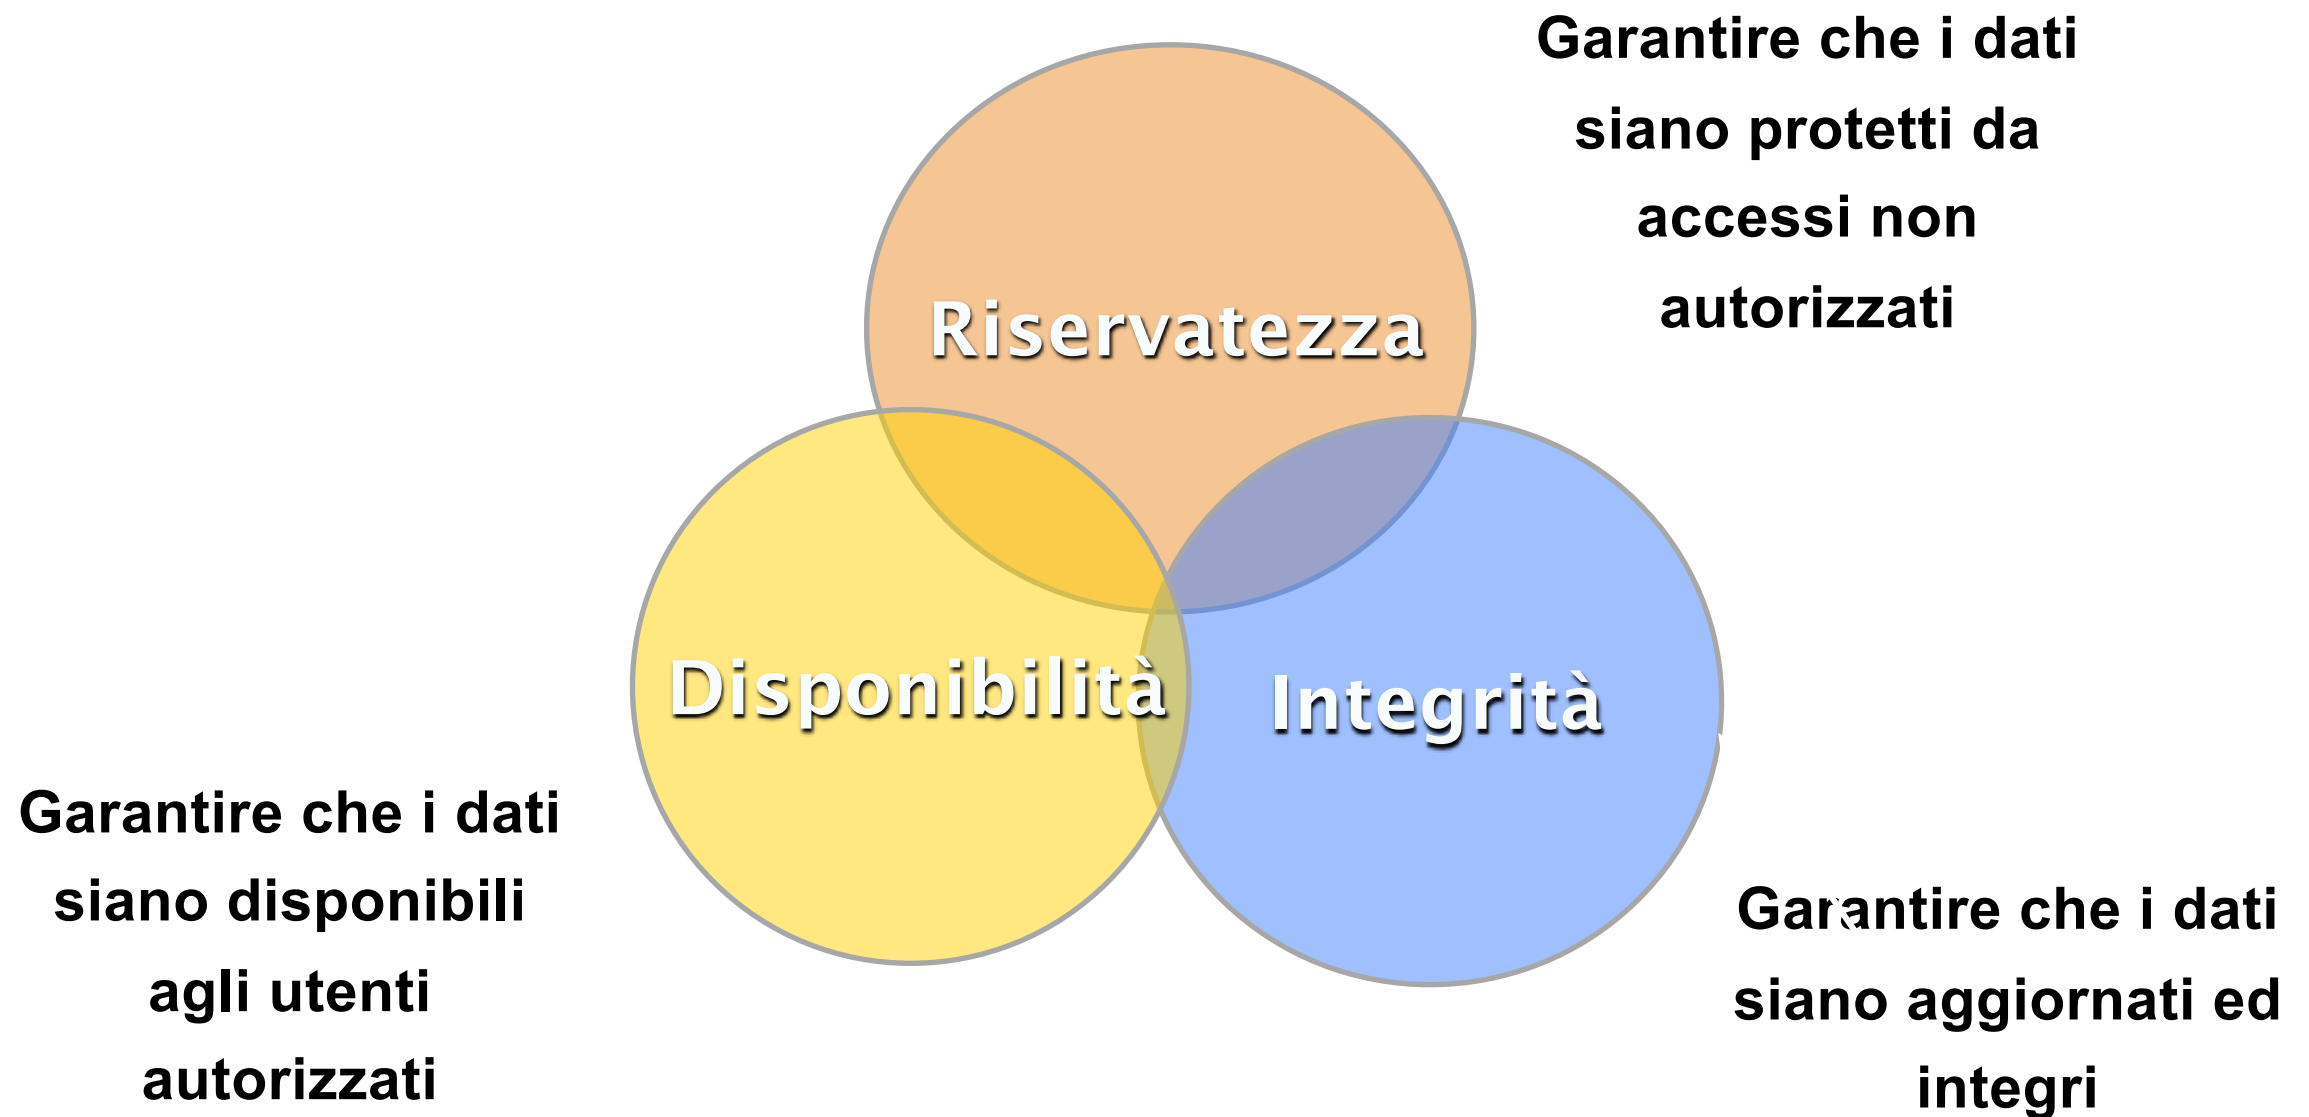 Garantire che i dati
siano protetti da
accessi non
autorizzati
Riservatezza
Disponibilità
Integrità
Garantire che i dati
siano disponibili
agli utenti
autorizzati
Garantire che i dati
siano aggiornati ed
integri